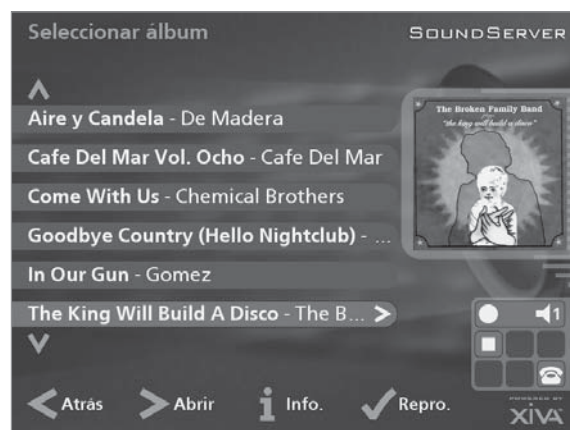 Seleccionar álbum
SOUNDSERVER
Aire y Candela - De Madera
Cafe Del Mar Vol. Ocho - Cafe Del Mar
Come With Us - Chemical Brothers
Goodbye Country (Hello Nightclub) - ...
In Our Gun - Gomez
The King Will Build A Disco - The B... >
The Broken Family Band
"the king will build a disco"
1
Atrás
Abrir
Info.
Repro.
POWERED BY
XIVA